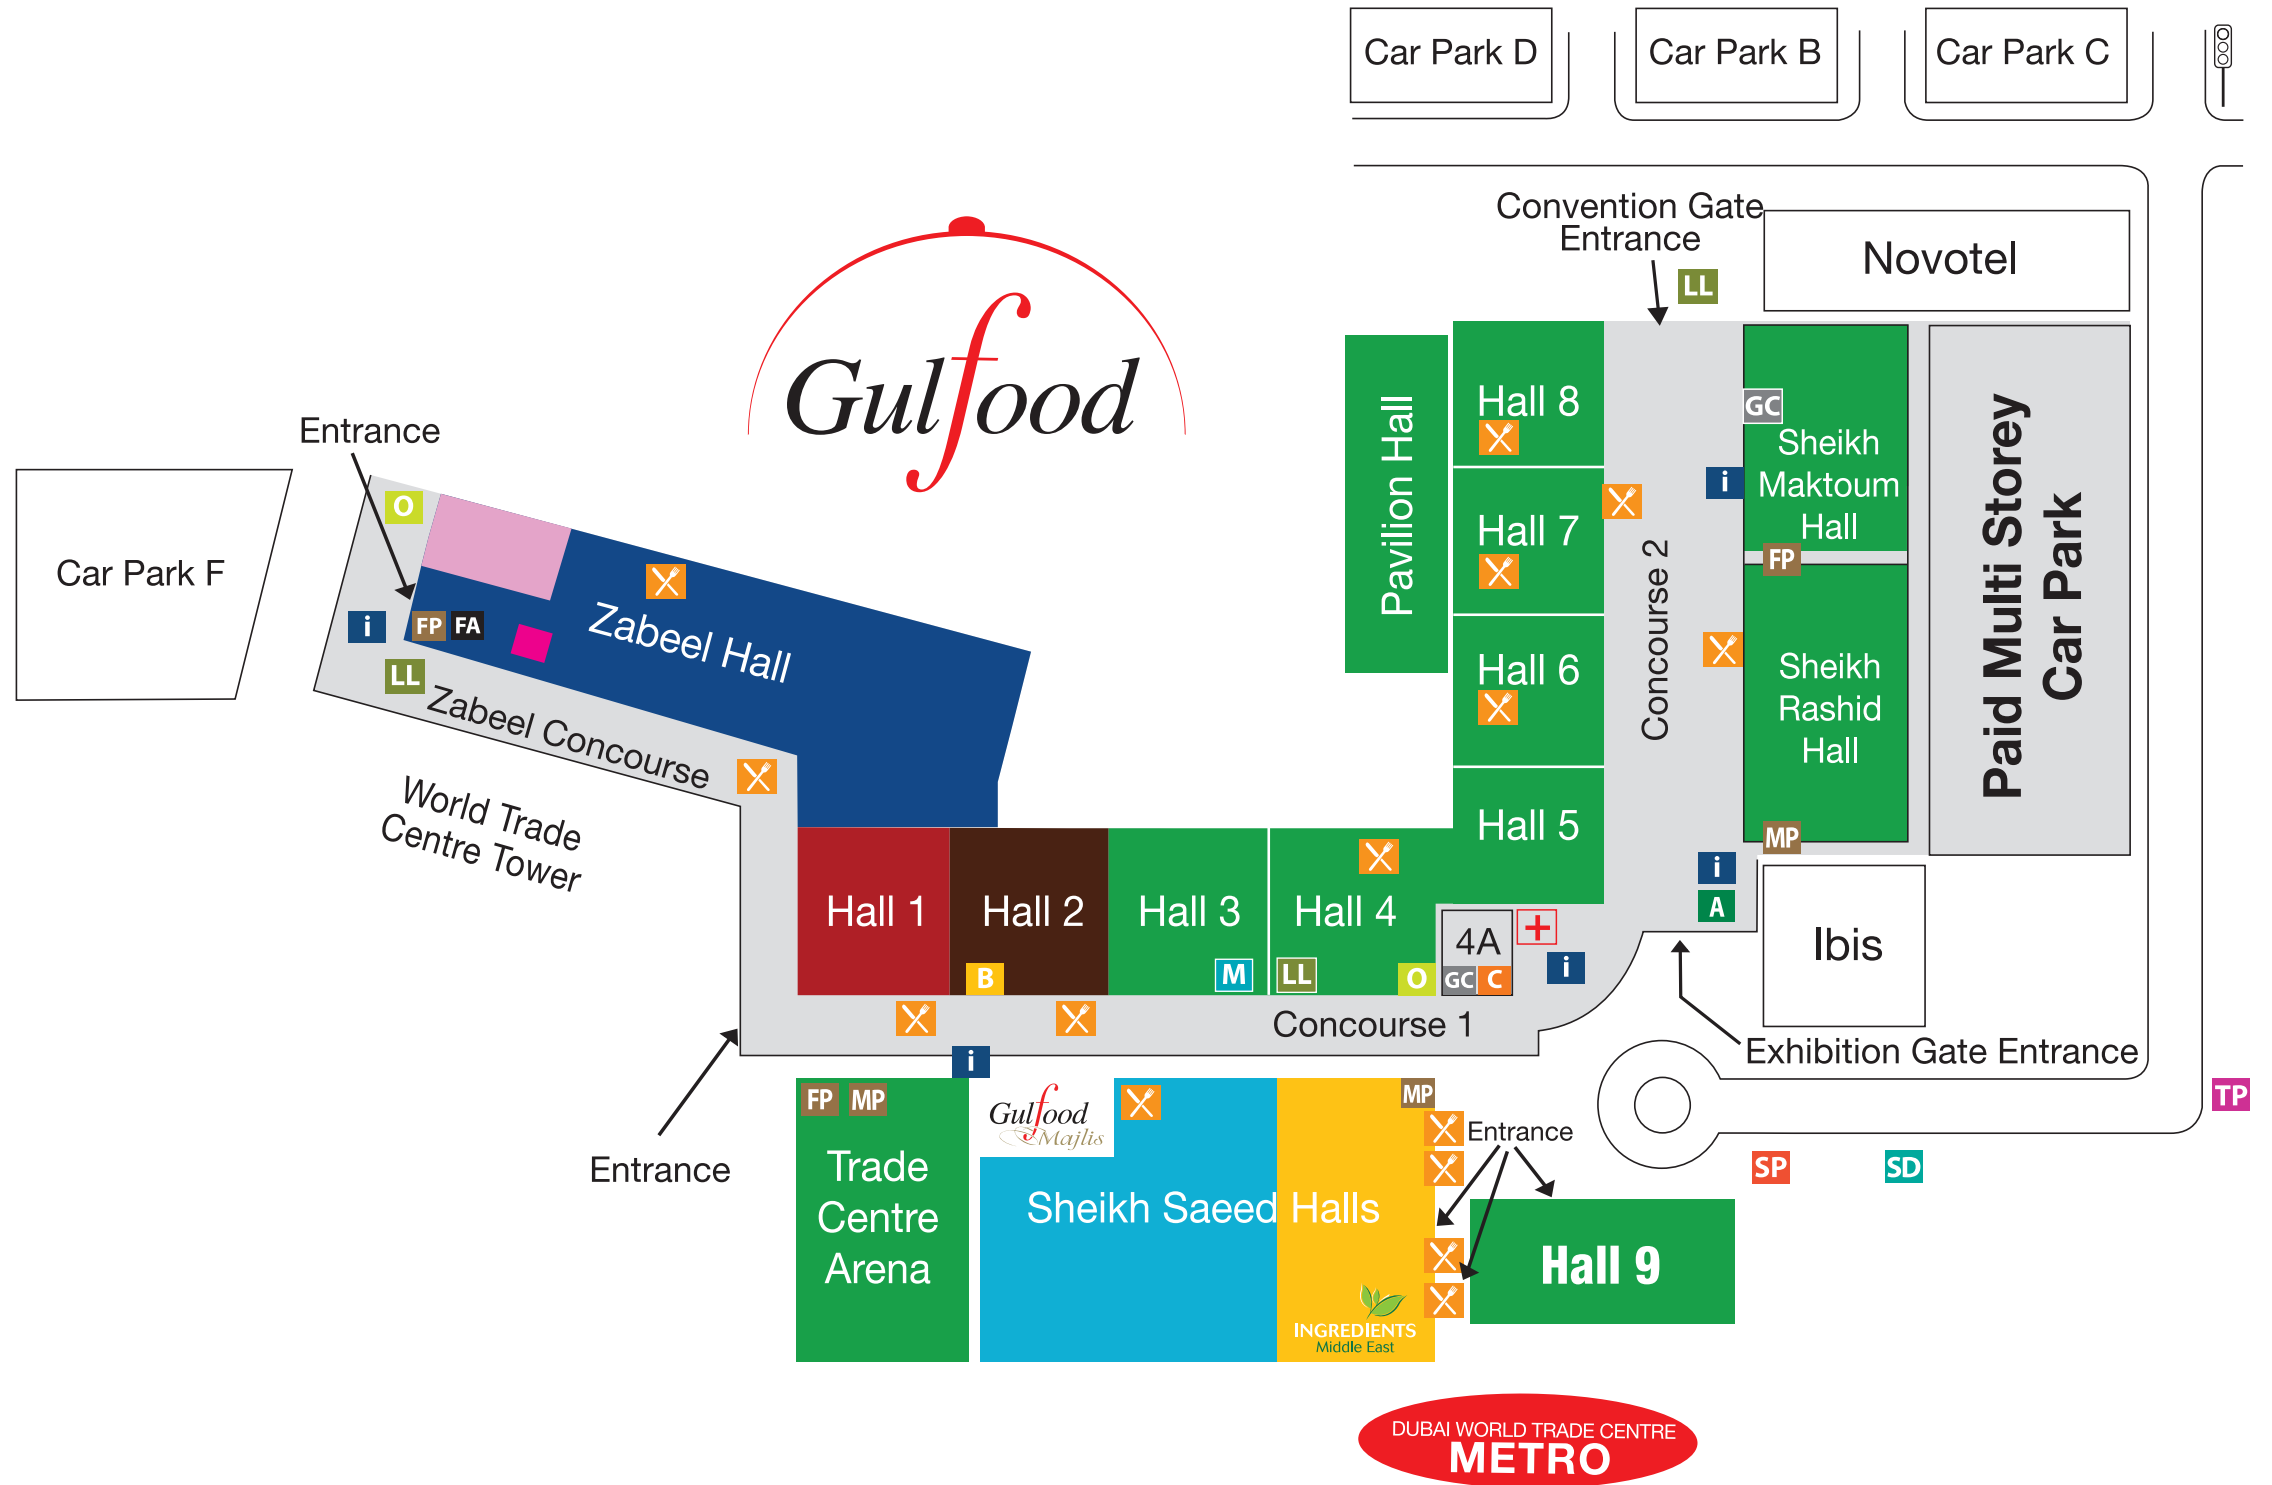 Car Park D
Car Park B
Car Park C
Convention Gate
Entrance
LL
Novotel
Gulfood
Pavilion Hall
Hall 8
Hall 7
Hall 6
Hall 5
Concourse 2
GC
Sheikh
Maktoum
Hall
i
FP
Sheikh
Rashid
Hall
MP
Paid Multi Storey
Car Park
Entrance
Car Park F
O
i
FP
FA
LL
Zabeel Hall
Zabeel Concourse
World Trade
Centre Tower
Hall 1
Hall 2
B
Hall 3
M
Hall 4
LL
O
4A
GC
C
i
i
A
Ibis
Concourse 1
i
Exhibition Gate Entrance
Entrance
FP
MP
Trade
Centre
Arena
Gulfood
Majlis
Sheikh Saeed Halls
MP
Entrance
INGREDIENTS
Middle East
Hall 9
SP
SD
TP
DUBAI WORLD TRADE CENTRE
METRO